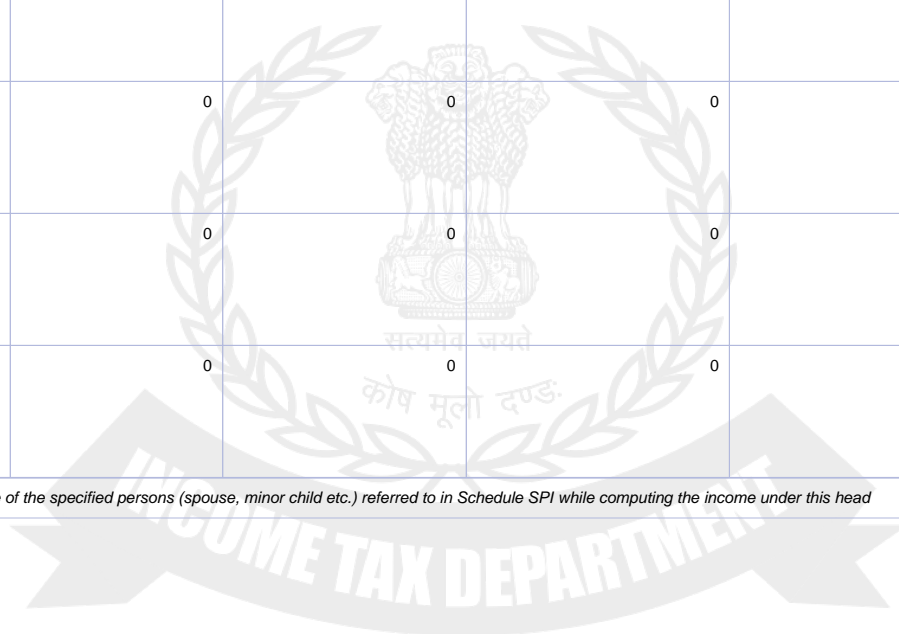 0 0 0
0 0 0
सत्यमेव जयते
0 0 0
कोष मूलो दण्डः
of the specified persons (spouse, minor child etc.) referred to in Schedule SPI while computing the income under this head
INCOME TAX DEPARTMENT